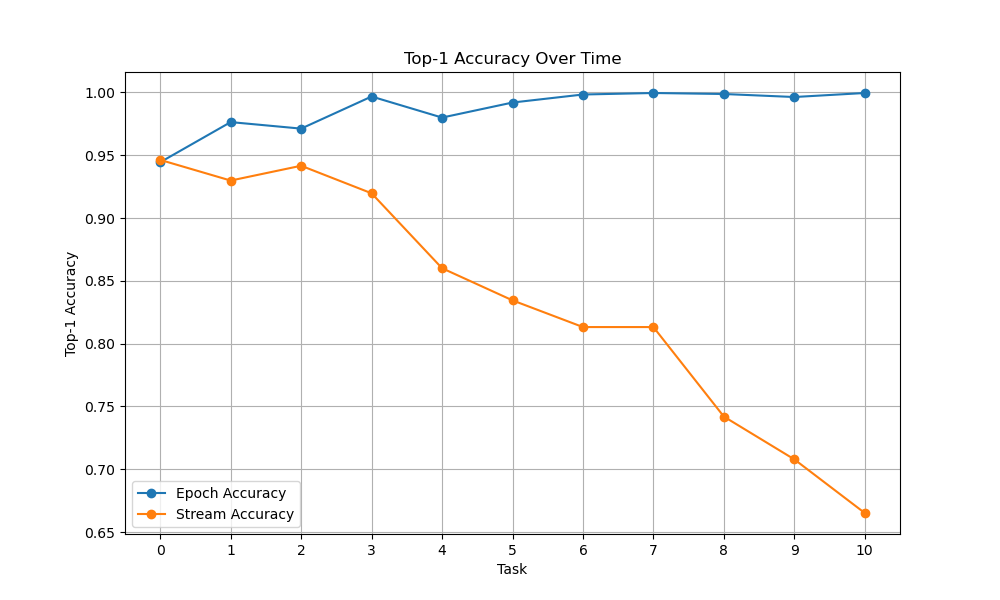 Top-1 Accuracy Over Time
Top-1 Accuracy
1.00
0.95
0.90
0.85
0.80
0.75
0.70
0.65
Epoch Accuracy
Stream Accuracy
0 1 2 3 4 5 6 7 8 9 10
Task